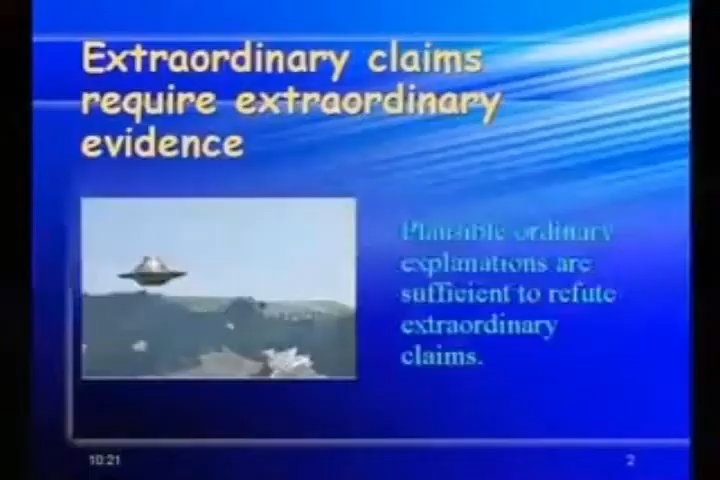 Extraordinary claims
require extraordinary
evidence
Plausible ordinary
explanations are
sufficient to refute
extraordinary
claims.
10:21
2